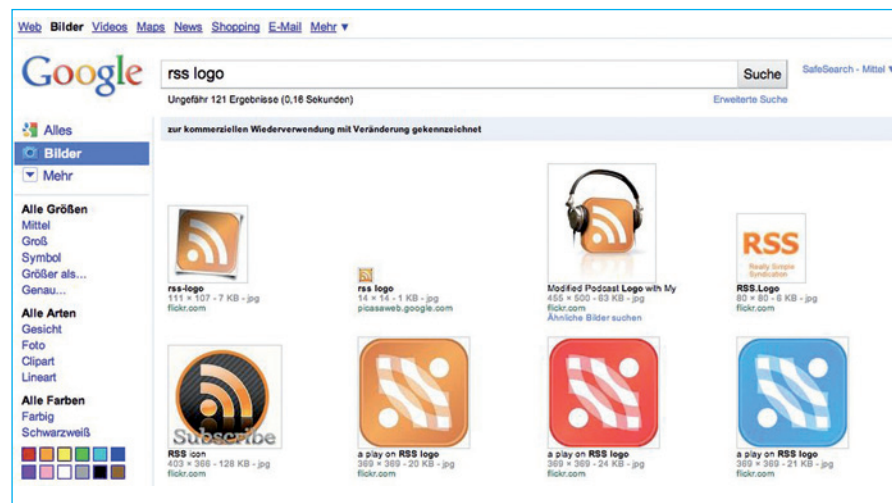 Web Bilder Videos Maps News Shopping E-Mail Mehr ▼
Google
rss logo
Suche
SafeSearch - Mittel ▼
Ungefähr 121 Ergebnisse (0,16 Sekunden)
Erweiterte Suche
Alles
Bilder
Mehr
zur kommerziellen Wiederverwendung mit Veränderung gekennzeichnet
Alle Größen
Mittel
Groß
Symbol
Größer als...
Genau...
Alle Arten
Gesicht
Foto
Clipart
Lineart
Alle Farben
Farbig
Schwarzweiß
rss-logo
111 × 107 - 7 KB - jpg
flickr.com
rss logo
14 × 14 - 1 KB - jpg
picasaweb.google.com
Modified Podcast Logo with My
455 × 500 - 63 KB - jpg
flickr.com
Ähnliche Bilder suchen
RSS
Really Simple
Syndication
RSS.Logo
80 × 80 - 6 KB - jpg
flickr.com
Subscribe
RSS icon
403 × 366 - 128 KB - jpg
flickr.com
a play on RSS logo
369 × 369 - 20 KB - jpg
flickr.com
a play on RSS logo
369 × 369 - 24 KB - jpg
flickr.com
a play on RSS logo
369 × 369 - 21 KB - jpg
flickr.com